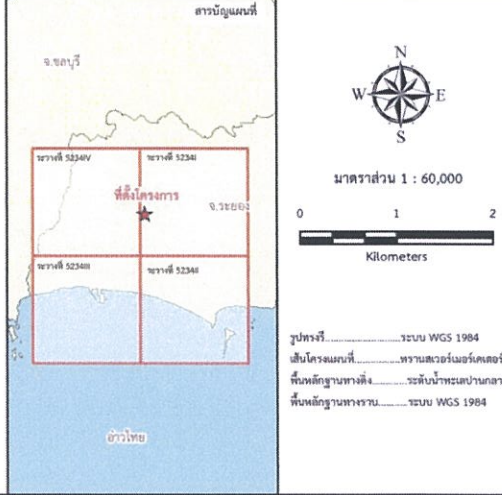 สารบัญแผนที่
จ.ชลบุรี
ระวางที่ 5234IV
ระวางที่ 5234I
ที่ตั้งโครงการ
จ.ระยอง
ระวางที่ 5234III
ระวางที่ 5234II
อ่าวไทย
N
W
E
S
มาตราส่วน 1 : 60,000
0 1 2
Kilometers
รูปทรงรี.......................ระบบ WGS 1984
เส้นโครงแผนที่.............ทรานสเวอร์เมอร์เคเตอร์
พื้นหลักฐานทางดิ่ง........ระดับน้ำทะเลปานกลาง
พื้นหลักฐานทางราบ........ระบบ WGS 1984